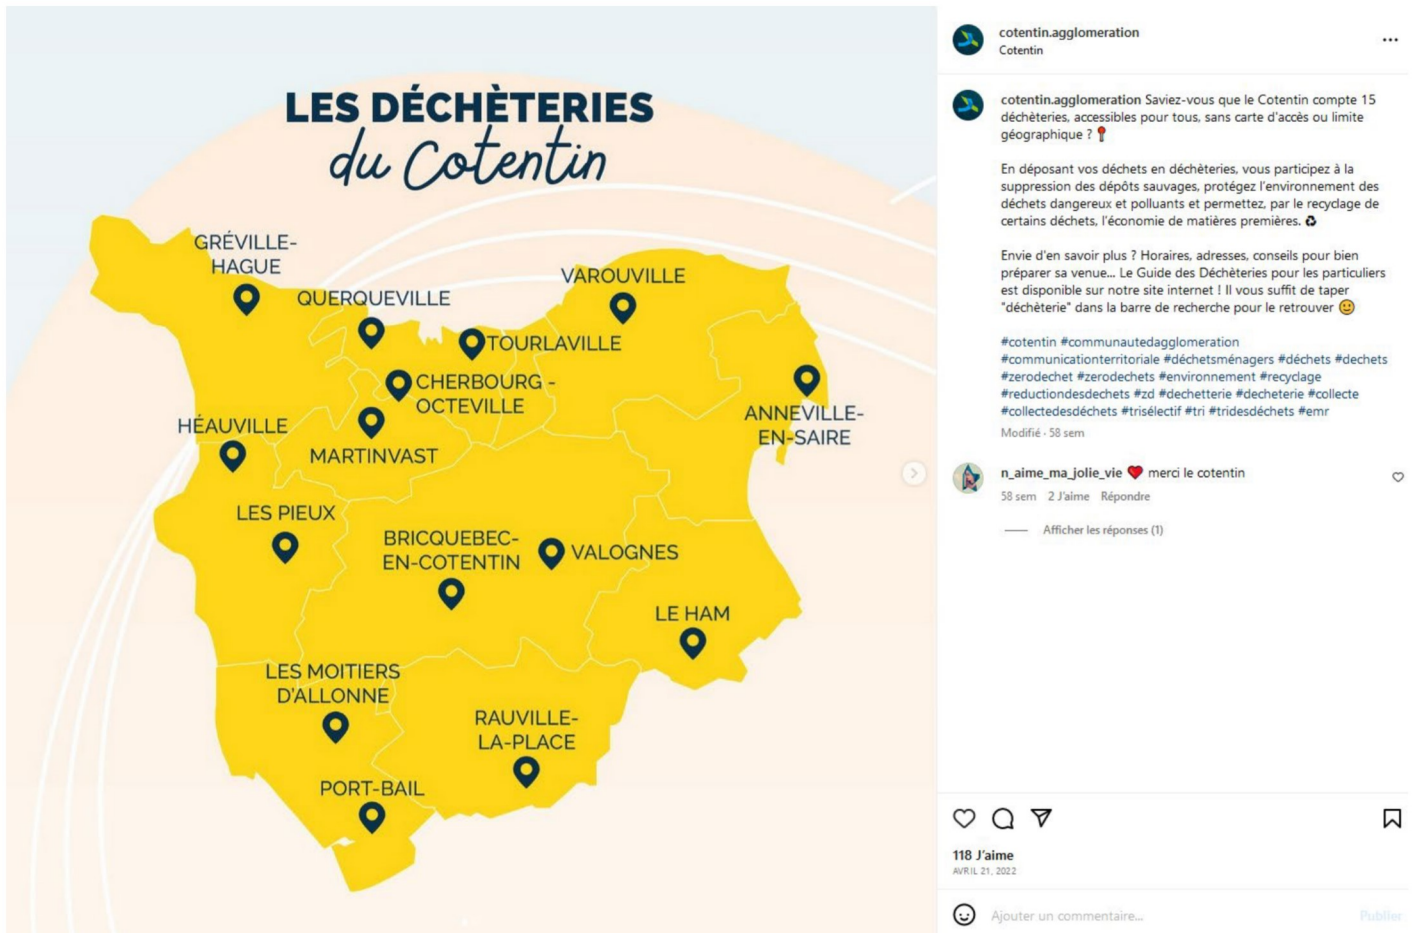 LES DÉCHÈTERIES
du Cotentin
GRÉVILLE-
HAGUE
QUERQUEVILLE
VAROUVILLE
TOURLAVILLE
CHERBOURG -
OCTEVILLE
ANNEVILLE-
EN-SAIRE
HÉAUVILLE
MARTINVAST
LES PIEUX
BRICQUEBEC-
EN-COTENTIN
VALOGNES
LE HAM
LES MOITIERS
D'ALLONNE
RAUVILLE-
LA-PLACE
PORT-BAIL
cotentin.agglomeration
Cotentin
cotentin.agglomeration Saviez-vous que le Cotentin compte 15
déchèteries, accessibles pour tous, sans carte d'accès ou limite
géographique ? 📍
En déposant vos déchets en déchèteries, vous participez à la
suppression des dépôts sauvages, protégez l'environnement des
déchets dangereux et polluants et permettez, par le recyclage de
certains déchets, l'économie de matières premières. ♻
Envie d'en savoir plus ? Horaires, adresses, conseils pour bien
préparer sa venue... Le Guide des Déchèteries pour les particuliers
est disponible sur notre site internet ! Il vous suffit de taper
"déchèterie" dans la barre de recherche pour le retrouver 🙂
#cotentin #communautedagglomeration
#communicationterritoriale #déchetsménagers #déchets #dechets
#zerodechet #zerodechets #environnement #recyclage
#reductiondesdechets #zd #dechetterie #decheterie #collecte
#collectedesdéchets #trisélectif #tri #tridesdéchets #emr
Modifié · 58 sem
n_aime_ma_jolie_vie ❤️ merci le cotentin
58 sem 2 J'aime Répondre
Afficher les réponses (1)
118 J'aime
AVRIL 21, 2022
Ajouter un commentaire...
Publier